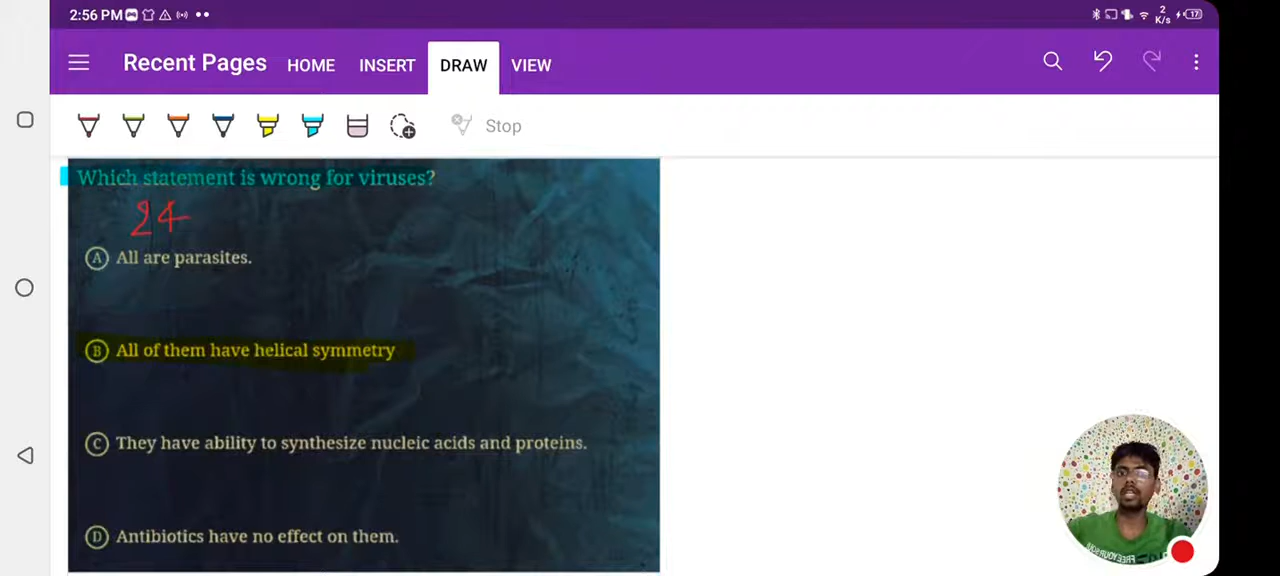 2:56 PM
2 K/s 17
Recent Pages HOME INSERT DRAW VIEW
Stop
Which statement is wrong for viruses?
24
A All are parasites.
B All of them have helical symmetry
C They have ability to synthesize nucleic acids and proteins.
D Antibiotics have no effect on them.